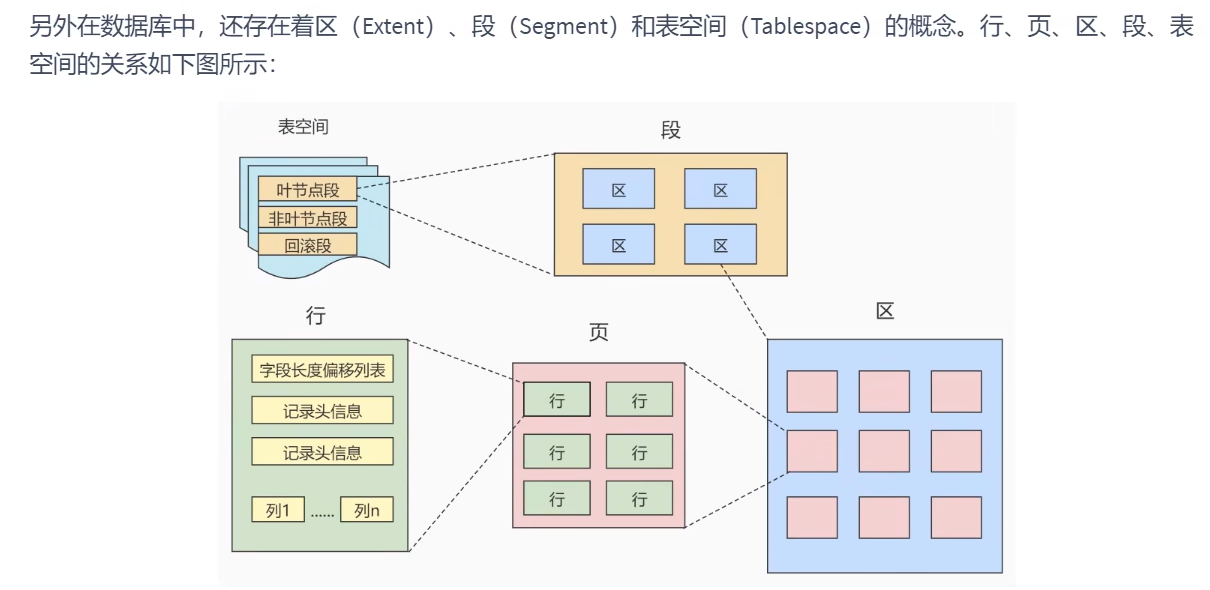 另外在数据库中，还存在着区（Extent）、段（Segment）和表空间（Tablespace）的概念。行、页、区、段、表
空间的关系如下图所示：
表空间
叶节点段
非叶节点段
回滚段
段
区 区
区 区
行
字段长度偏移列表
记录头信息
记录头信息
列1 ...... 列n
页
行 行
行 行
行 行
区